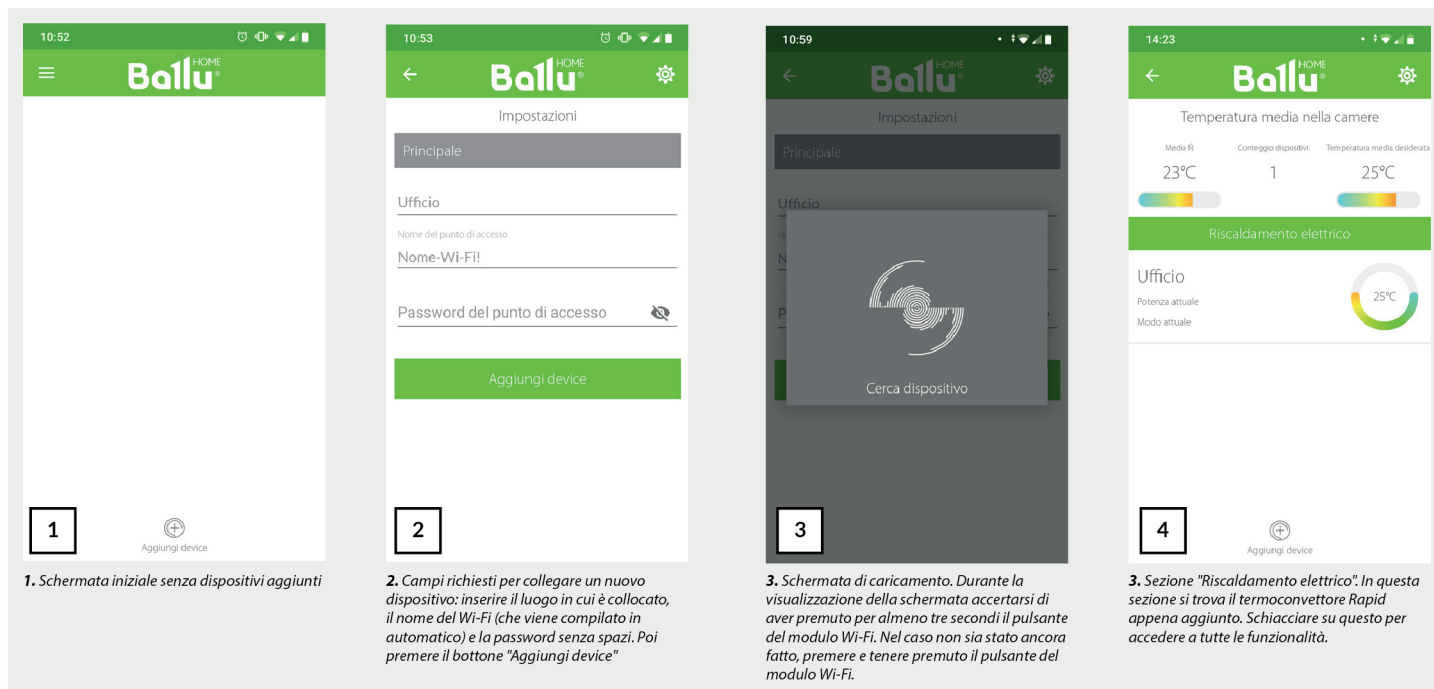 10:52
HOME
Ballu®
Aggiungi device
1
1. Schermata iniziale senza dispositivi aggiunti
10:53
HOME
Ballu®
Impostazioni
Principale
Ufficio
Nome del punto di accesso
Nome-Wi-Fi!
Password del punto di accesso
Aggiungi device
2
2. Campi richiesti per collegare un nuovo
dispositivo: inserire il luogo in cui è collocato,
il nome del Wi-Fi (che viene compilato in
automatico) e la password senza spazi. Poi
premere il bottone "Aggiungi device"
10:59
HOME
Ballu®
Impostazioni
Principale
Ufficio
N
P
Cerca dispositivo
3
3. Schermata di caricamento. Durante la
visualizzazione della schermata accertarsi di
aver premuto per almeno tre secondi il pulsante
del modulo Wi-Fi. Nel caso non sia stato ancora
fatto, premere e tenere premuto il pulsante del
modulo Wi-Fi.
14:23
HOME
Ballu®
Temperatura media nella camere
Media Ñ Conteggio dispositivi: Temperatura media desiderata
23°C 1 25°C
Riscaldamento elettrico
Ufficio
Potenza attuale
25°C
Modo attuale
Aggiungi device
4
3. Sezione "Riscaldamento elettrico". In questa
sezione si trova il termoconvettore Rapid
appena aggiunto. Schiacciare su questo per
accedere a tutte le funzionalità.